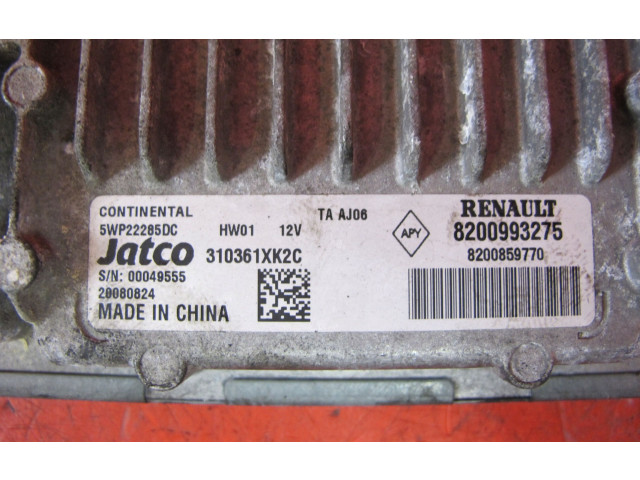 CONTINENTAL
5WP22285DC HW01 12V
TA AJ06
Jatco 310361XK2C
S/N: 00049555
20080824
MADE IN CHINA
APY
RENAULT
8200993275
8200859770